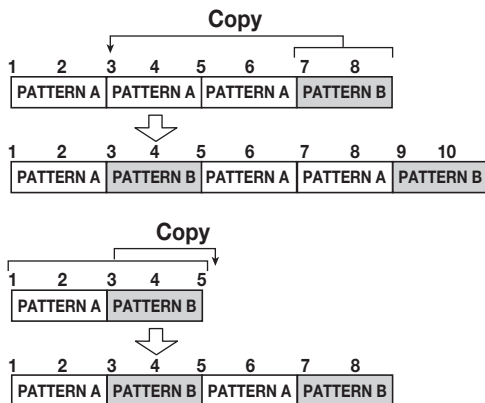 Copy
1 2 3 4 5 6 7 8
PATTERN A PATTERN A PATTERN A PATTERN B
1 2 3 4 5 6 7 8 9 10
PATTERN A PATTERN B PATTERN A PATTERN A PATTERN B
Copy
1 2 3 4 5
PATTERN A PATTERN B
1 2 3 4 5 6 7 8
PATTERN A PATTERN B PATTERN A PATTERN B